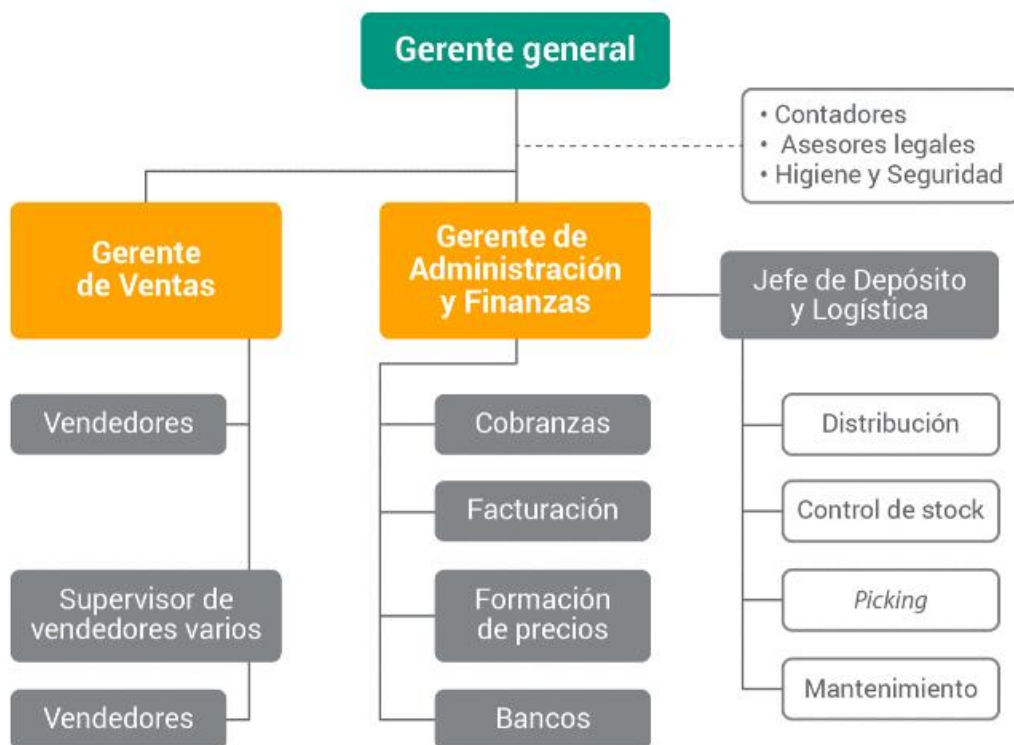 Gerente general
• Contadores
• Asesores legales
• Higiene y Seguridad
Gerente
de Ventas
Gerente de
Administración
y Finanzas
Jefe de Depósito
y Logística
Vendedores
Supervisor de
vendedores varios
Vendedores
Cobranzas
Facturación
Formación
de precios
Bancos
Distribución
Control de stock
Picking
Mantenimiento